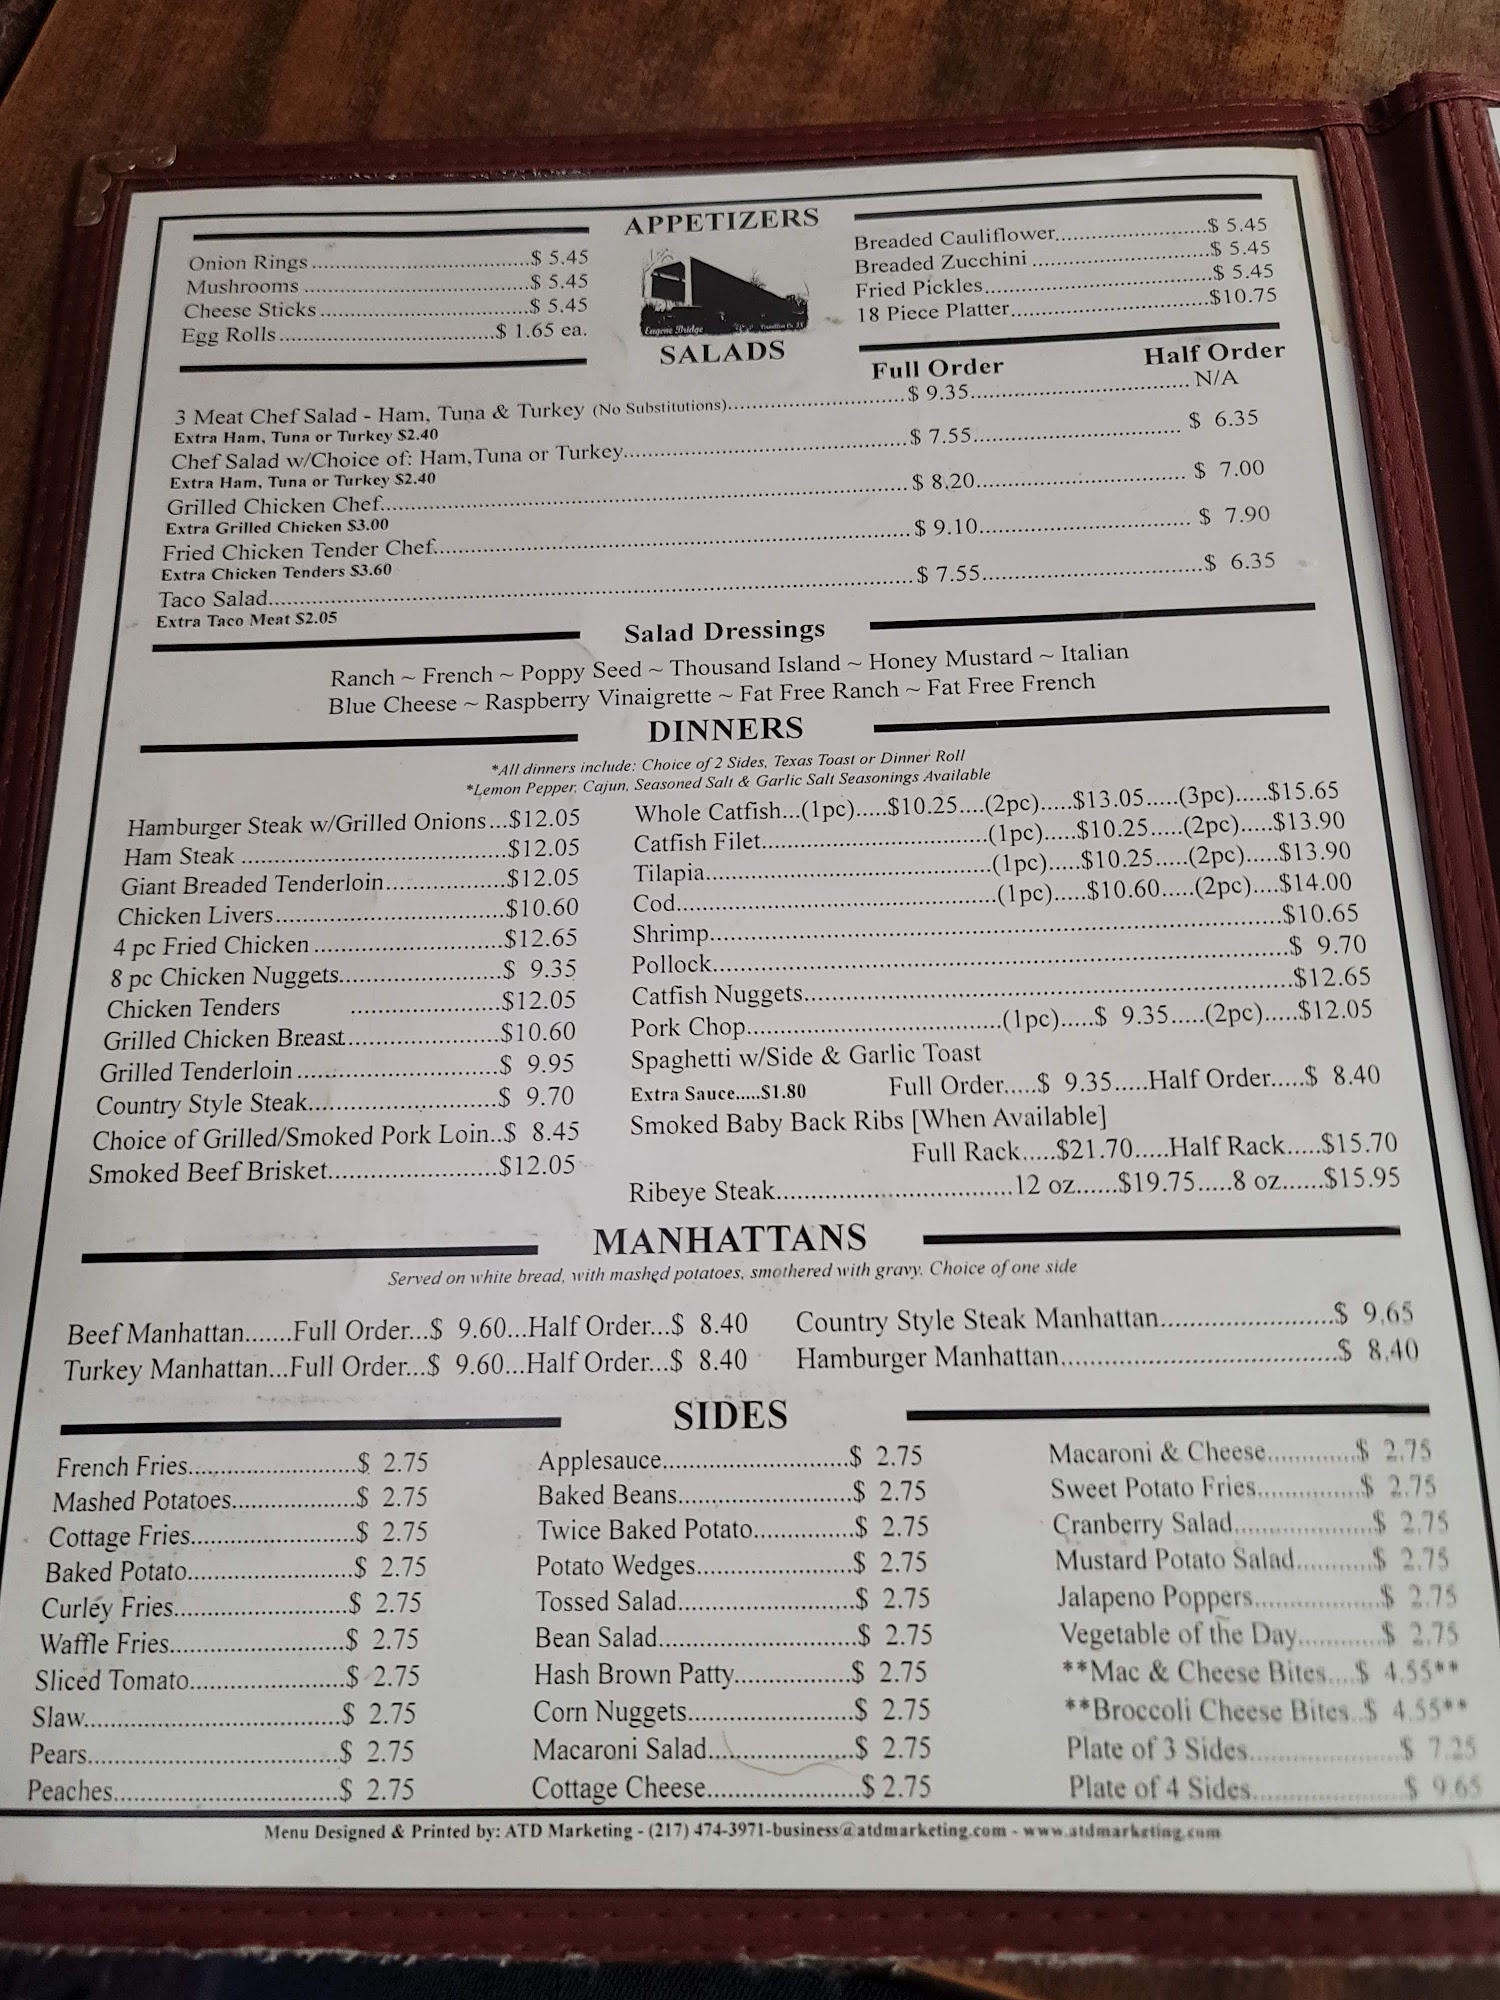 APPETIZERS
Onion Rings.....$ 5.45
Mushrooms.....$ 5.45
Cheese Sticks.....$ 5.45
Egg Rolls.....$ 1.65 ea.
Breaded Cauliflower.....$ 5.45
Breaded Zucchini.....$ 5.45
Fried Pickles.....$ 5.45
18 Piece Platter.....$10.75
Eugene Bridge
SALADS
Full Order Half Order
3 Meat Chef Salad - Ham, Tuna & Turkey (No Substitutions).....$ 9.35.....N/A
Extra Ham, Tuna or Turkey $2.40
Chef Salad w/Choice of: Ham,Tuna or Turkey.....$ 7.55.....$ 6.35
Extra Ham, Tuna or Turkey $2.40
Grilled Chicken Chef.....$ 8.20.....$ 7.00
Extra Grilled Chicken $3.00
Fried Chicken Tender Chef.....$ 9.10.....$ 7.90
Extra Chicken Tenders $3.60
Taco Salad.....$ 7.55.....$ 6.35
Extra Taco Meat $2.05
Salad Dressings
Ranch ~ French ~ Poppy Seed ~ Thousand Island ~ Honey Mustard ~ Italian
Blue Cheese ~ Raspberry Vinaigrette ~ Fat Free Ranch ~ Fat Free French
DINNERS
*All dinners include: Choice of 2 Sides, Texas Toast or Dinner Roll
*Lemon Pepper, Cajun, Seasoned Salt & Garlic Salt Seasonings Available
Hamburger Steak w/Grilled Onions...$12.05
Ham Steak.....$12.05
Giant Breaded Tenderloin.....$12.05
Chicken Livers.....$10.60
4 pc Fried Chicken.....$12.65
8 pc Chicken Nuggets.....$ 9.35
Chicken Tenders.....$12.05
Grilled Chicken Breast.....$10.60
Grilled Tenderloin.....$ 9.95
Country Style Steak.....$ 9.70
Choice of Grilled/Smoked Pork Loin..$ 8.45
Smoked Beef Brisket.....$12.05
Whole Catfish...(1pc).....$10.25....(2pc).....$13.05.....(3pc).....$15.65
Catfish Filet.....(1pc).....$10.25.....(2pc).....$13.90
Tilapia.....(1pc).....$10.25.....(2pc).....$13.90
Cod.....(1pc).....$10.60.....(2pc)....$14.00
Shrimp.....$10.65
Pollock.....$ 9.70
Catfish Nuggets.....$12.65
Pork Chop.....(1pc).....$ 9.35.....(2pc).....$12.05
Spaghetti w/Side & Garlic Toast
Extra Sauce.....$1.80 Full Order.....$ 9.35.....Half Order.....$ 8.40
Smoked Baby Back Ribs [When Available]
Full Rack.....$21.70.....Half Rack.....$15.70
Ribeye Steak.....12 oz......$19.75.....8 oz......$15.95
MANHATTANS
Served on white bread, with mashed potatoes, smothered with gravy. Choice of one side
Beef Manhattan.......Full Order...$ 9.60...Half Order...$ 8.40
Turkey Manhattan...Full Order...$ 9.60...Half Order...$ 8.40
Country Style Steak Manhattan.....$ 9.65
Hamburger Manhattan.....$ 8.40
SIDES
French Fries.....$ 2.75
Mashed Potatoes.....$ 2.75
Cottage Fries.....$ 2.75
Baked Potato.....$ 2.75
Curley Fries.....$ 2.75
Waffle Fries.....$ 2.75
Sliced Tomato.....$ 2.75
Slaw.....$ 2.75
Pears.....$ 2.75
Peaches.....$ 2.75
Applesauce.....$ 2.75
Baked Beans.....$ 2.75
Twice Baked Potato.....$ 2.75
Potato Wedges.....$ 2.75
Tossed Salad.....$ 2.75
Bean Salad.....$ 2.75
Hash Brown Patty.....$ 2.75
Corn Nuggets.....$ 2.75
Macaroni Salad.....$ 2.75
Cottage Cheese.....$ 2.75
Macaroni & Cheese.....$ 2.75
Sweet Potato Fries.....$ 2.75
Cranberry Salad.....$ 2.75
Mustard Potato Salad.....$ 2.75
Jalapeno Poppers.....$ 2.75
Vegetable of the Day.....$ 2.75
**Mac & Cheese Bites....$ 4.55**
**Broccoli Cheese Bites..$ 4.55**
Plate of 3 Sides.....$ 7.25
Plate of 4 Sides.....$ 9.65
Menu Designed & Printed by: ATD Marketing - (217) 474-3971-business@atdmarketing.com - www.atdmarketing.com